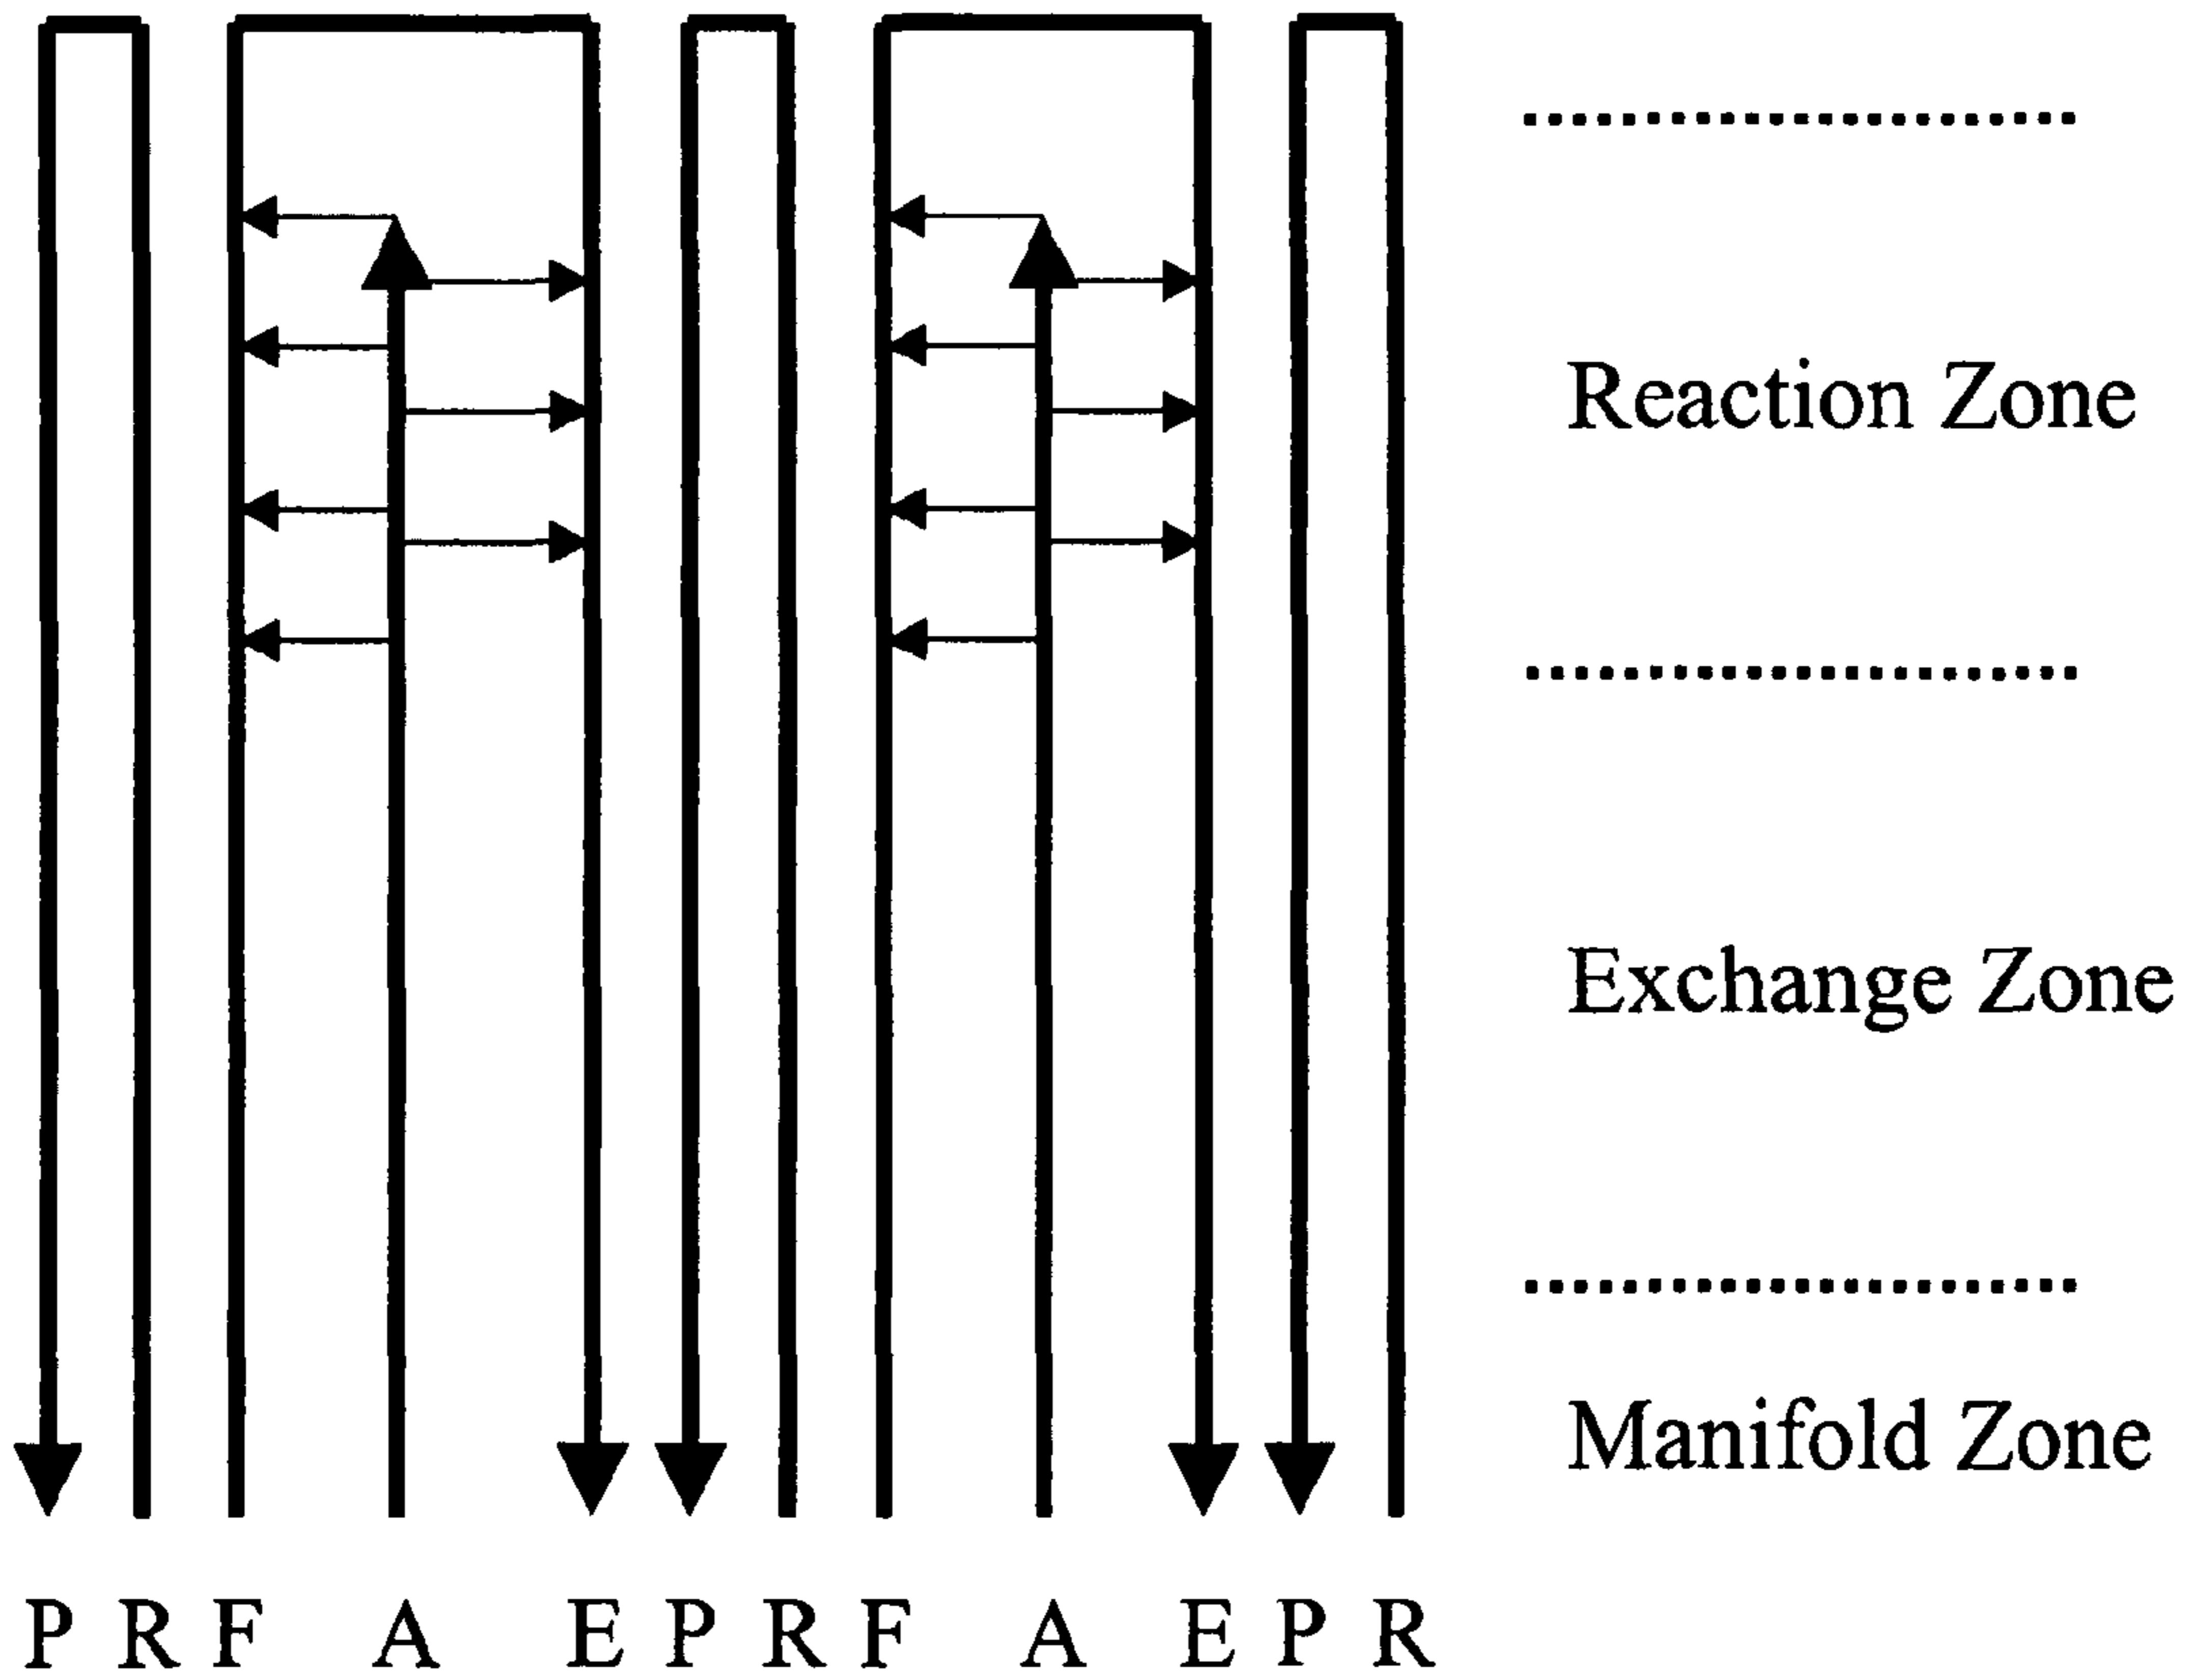 Reaction Zone
Exchange Zone
Manifold Zone
P R F A E P R F A E P R